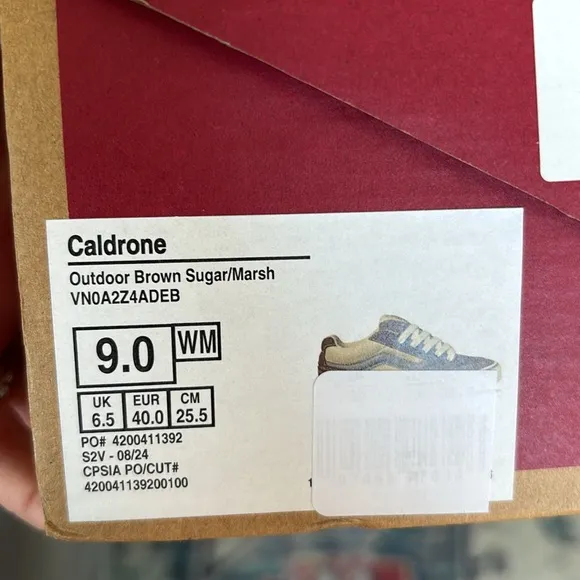 Caldrone
Outdoor Brown Sugar/Marsh
VN0A2Z4ADEB
9.0 WM
UK EUR CM
6.5 40.0 25.5
PO# 4200411392
S2V - 08/24
CPSIA PO/CUT#
420041139200100